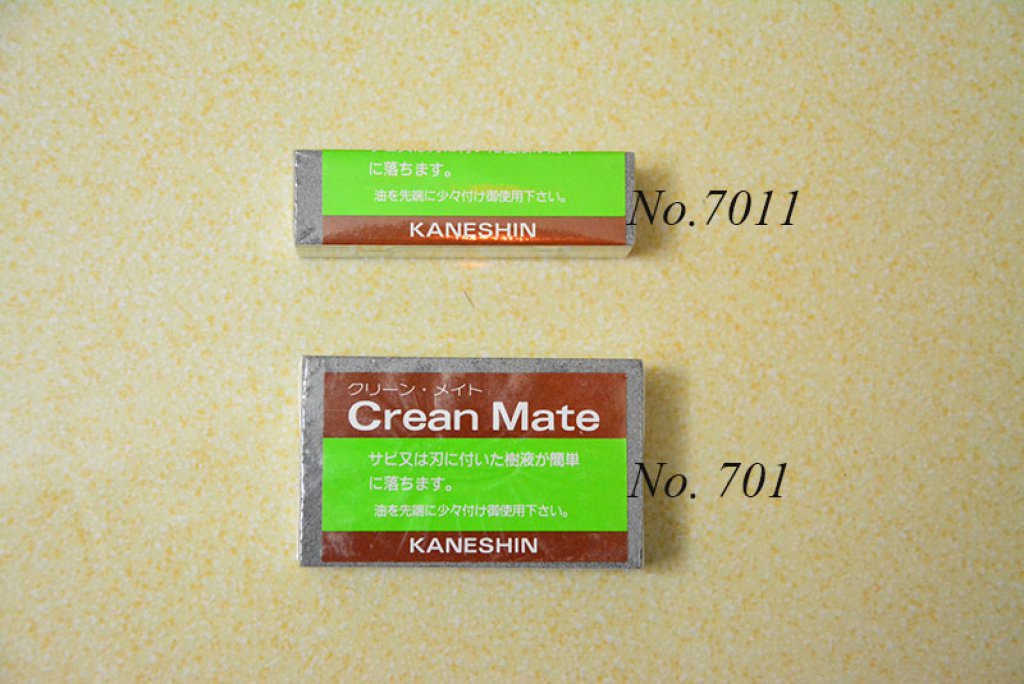 に落ちます。
油を先端に少々付け御使用下さい。
KANESHIN
No.7011
クリーン・メイト
Crean Mate
サビ又は刃に付いた樹液が簡単
に落ちます。
油を先端に少々付け御使用下さい。
KANESHIN
No. 701